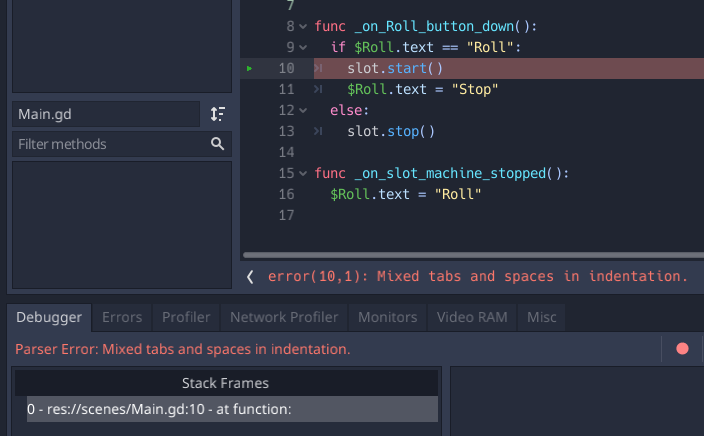 7
8 func _on_Roll_button_down():
9 if $Roll.text == "Roll":
10 slot.start()
11 $Roll.text = "Stop"
12 else:
13 slot.stop()
14
15 func _on_slot_machine_stopped():
16 $Roll.text = "Roll"
17
Main.gd
Filter methods
error(10,1): Mixed tabs and spaces in indentation.
Debugger Errors Profiler Network Profiler Monitors Video RAM Misc
Parser Error: Mixed tabs and spaces in indentation.
Stack Frames
0 - res://scenes/Main.gd:10 - at function: